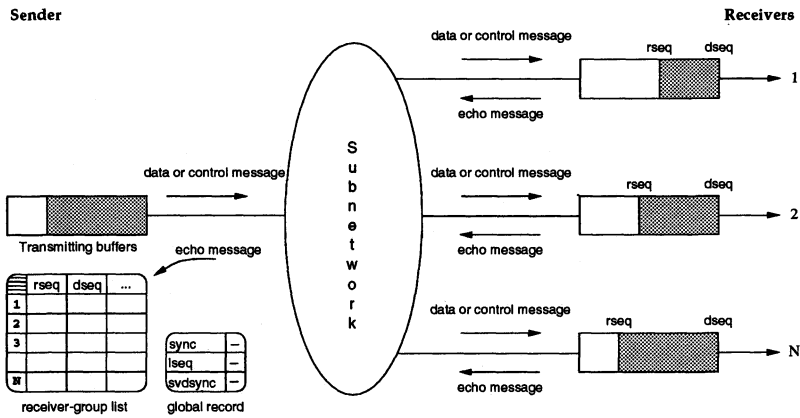 Sender
Receivers
data or control message
rseq
dseq
1
echo message
Subnetwork
data or control message
data or control message
rseq
dseq
2
echo message
Transmitting buffers
echo message
rseq
dseq
...
1
2
3
N
sync
–
lseq
–
svdsync
–
data or control message
rseq
dseq
N
echo message
receiver-group list
global record